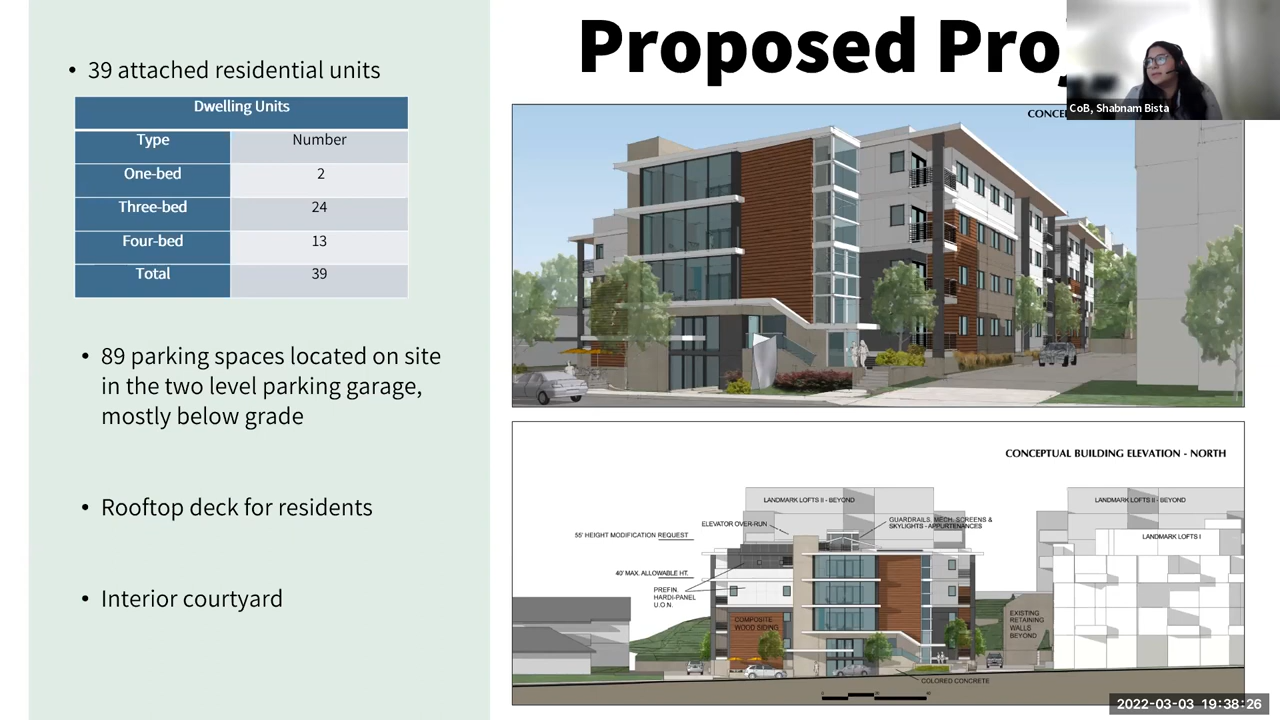 Proposed Proj
CoB, Shabnam Bista
• 39 attached residential units
Dwelling Units
Type Number
One-bed 2
Three-bed 24
Four-bed 13
Total 39
• 89 parking spaces located on site
in the two level parking garage,
mostly below grade
• Rooftop deck for residents
• Interior courtyard
CONCEPTUAL BUILDING ELEVATION - NORTH
LANDMARK LOFTS II - BEYOND
LANDMARK LOFTS II - BEYOND
ELEVATOR OVER-RUN
GUARDRAILS, MECH. SCREENS &
SKYLIGHTS - APPURTENANCES
55' HEIGHT MODIFICATION REQUEST
LANDMARK LOFTS I
40' MAX. ALLOWABLE HT.
PREFIN.
HARDI-PANEL
U.O.N.
COMPOSITE
WOOD SIDING
EXISTING
RETAINING
WALLS
BEYOND
COLORED CONCRETE
2022-03-03 19:38:26